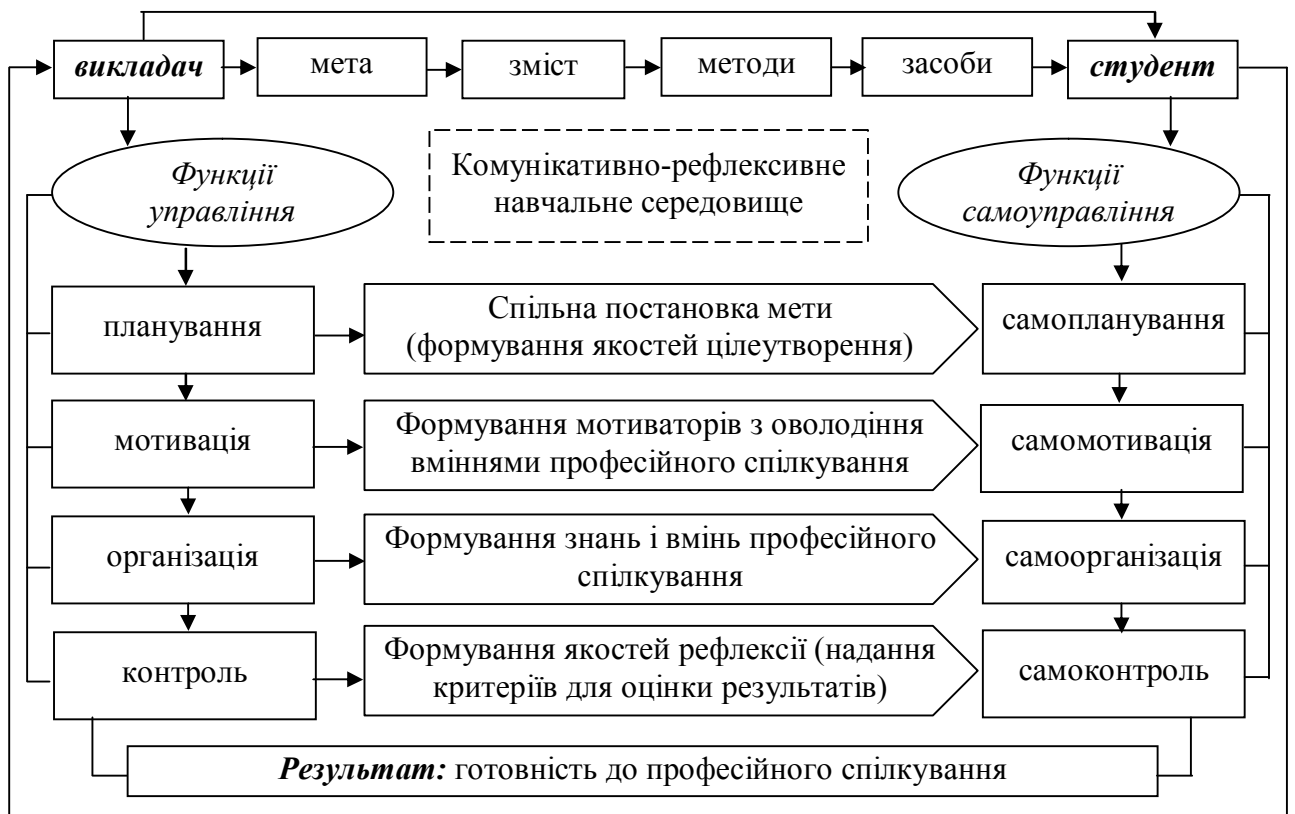 викладач
мета
зміст
методи
засоби
студент
Функції
управління
Комунікативно-рефлексивне
навчальне середовище
Функції
самоуправління
планування
Спільна постановка мети
(формування якостей цілеутворення)
самопланування
мотивація
Формування мотиваторів з оволодіння
вміннями професійного спілкування
самомотивація
організація
Формування знань і вмінь професійного
спілкування
самоорганізація
контроль
Формування якостей рефлексії (надання
критеріїв для оцінки результатів)
самоконтроль
Результат: готовність до професійного спілкування